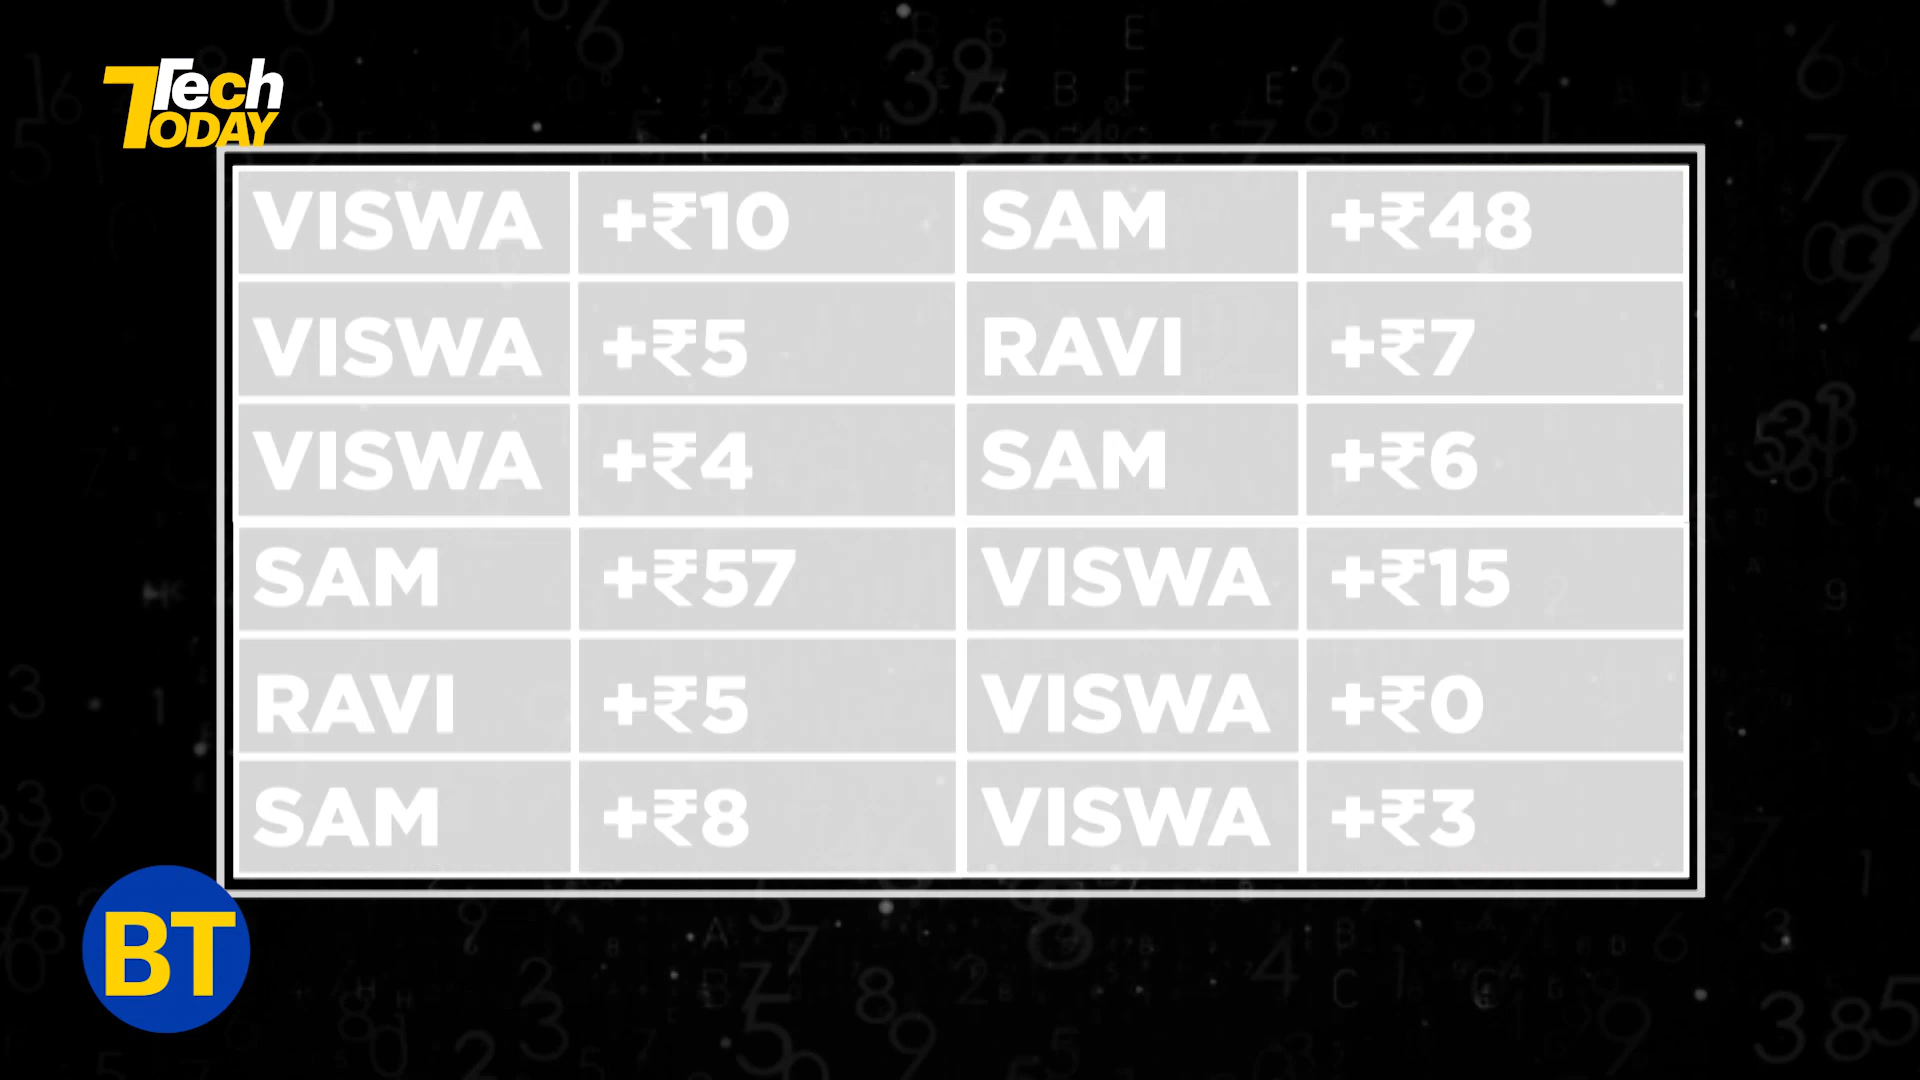 Tech
TODAY
VISWA +₹10 SAM +₹48
VISWA +₹5 RAVI +₹7
VISWA +₹4 SAM +₹6
SAM +₹57 VISWA +₹15
RAVI +₹5 VISWA +₹0
SAM +₹8 VISWA +₹3
BT